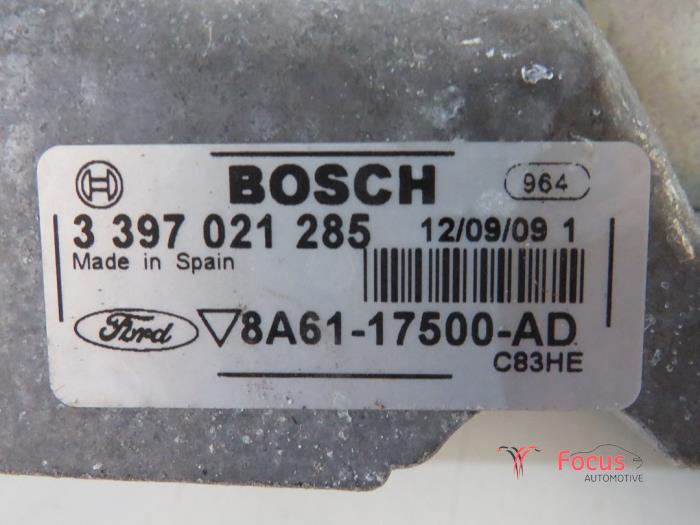 BOSCH 964
3 397 021 285 12/09/09 1
Made in Spain
Ford 8A61-17500-AD
C83HE
Focus
AUTOMOTIVE